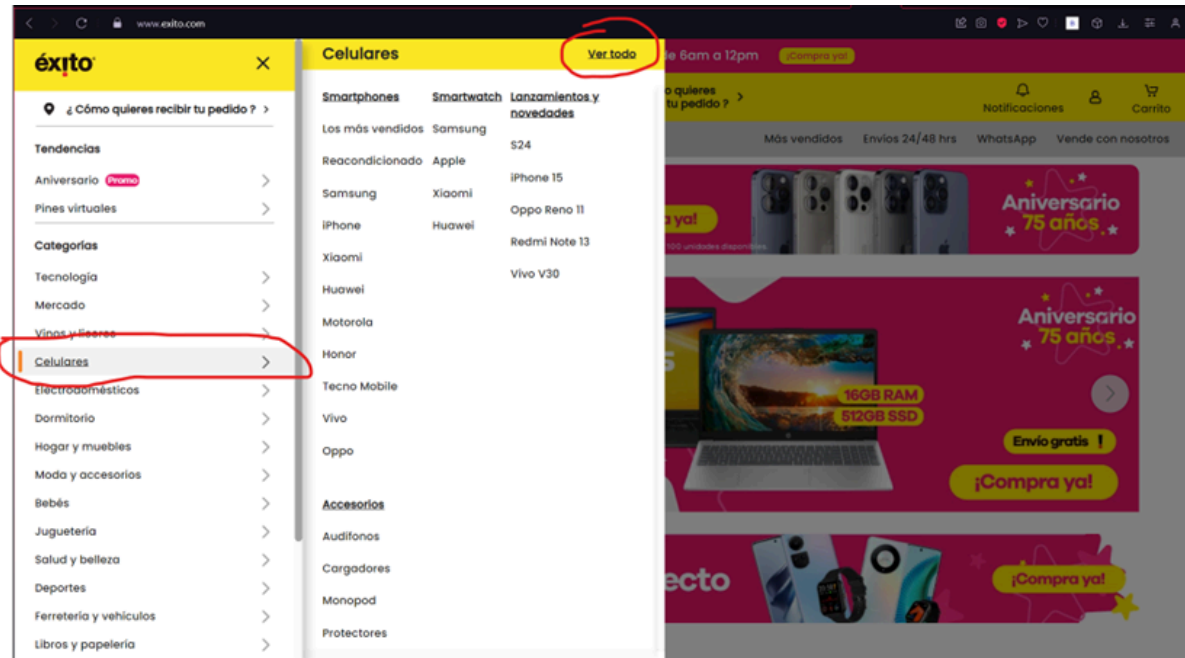 www.exito.com
éxito
¿ Cómo quieres recibir tu pedido ?
Tendencias
Aniversario Promo
Pines virtuales
Categorías
Tecnología
Mercado
Vinos y licores
Celulares
Electrodomésticos
Dormitorio
Hogar y muebles
Moda y accesorios
Bebés
Juguetería
Salud y belleza
Deportes
Ferretería y vehículos
Libros y papelería
Celulares
Ver todo
Smartphones
Los más vendidos
Reacondicionado
Samsung
iPhone
Xiaomi
Huawei
Motorola
Honor
Tecno Mobile
Vivo
Oppo
Accesorios
Audífonos
Cargadores
Monopod
Protectores
Smartwatch
Samsung
Apple
Xiaomi
Huawei
Lanzamientos y
novedades
S24
iPhone 15
Oppo Reno 11
Redmi Note 13
Vivo V30
de 6am a 12pm ¡Compra ya!
o quieres
tu pedido ?
Notificaciones
Carrito
Más vendidos Envíos 24/48 hrs WhatsApp Vende con nosotros
a ya!
100 unidades disponibles.
Aniversario
75 años
Aniversario
75 años
16GB RAM
512GB SSD
Envío gratis !
¡Compra ya!
ecto
¡Compra ya!